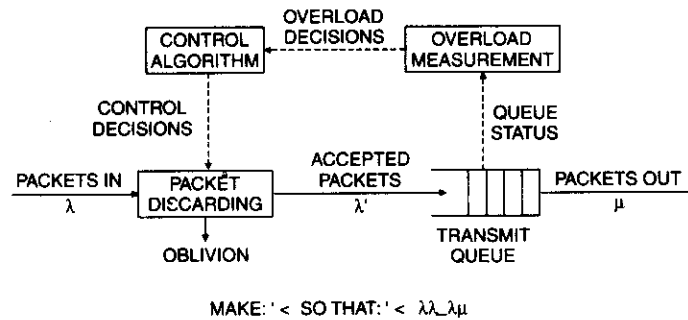 OVERLOAD
DECISIONS
CONTROL
ALGORITHM
OVERLOAD
MEASUREMENT
CONTROL
DECISIONS
QUEUE
STATUS
PACKETS IN
λ
PACKET
DISCARDING
ACCEPTED
PACKETS
λ'
PACKETS OUT
μ
OBLIVION
TRANSMIT
QUEUE
MAKE: ' < SO THAT: ' < λλ_λμ